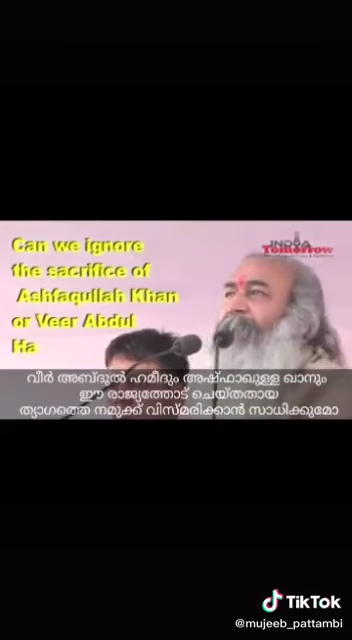 Can we ignore
the sacrifice of
Ashfaqullah Khan
or Veer Abdul
Ha
INDIA
Tomorrow
വീർ അബ്ദുൽ ഹമീദും അഷ്ഫാഖുള്ള ഖാനും
ഈ രാജ്യത്തോട് ചെയ്തതായ
ത്യാഗത്തെ നമുക്ക് വിസ്മരിക്കാൻ സാധിക്കുമോ
TikTok
@mujeeb_pattambi